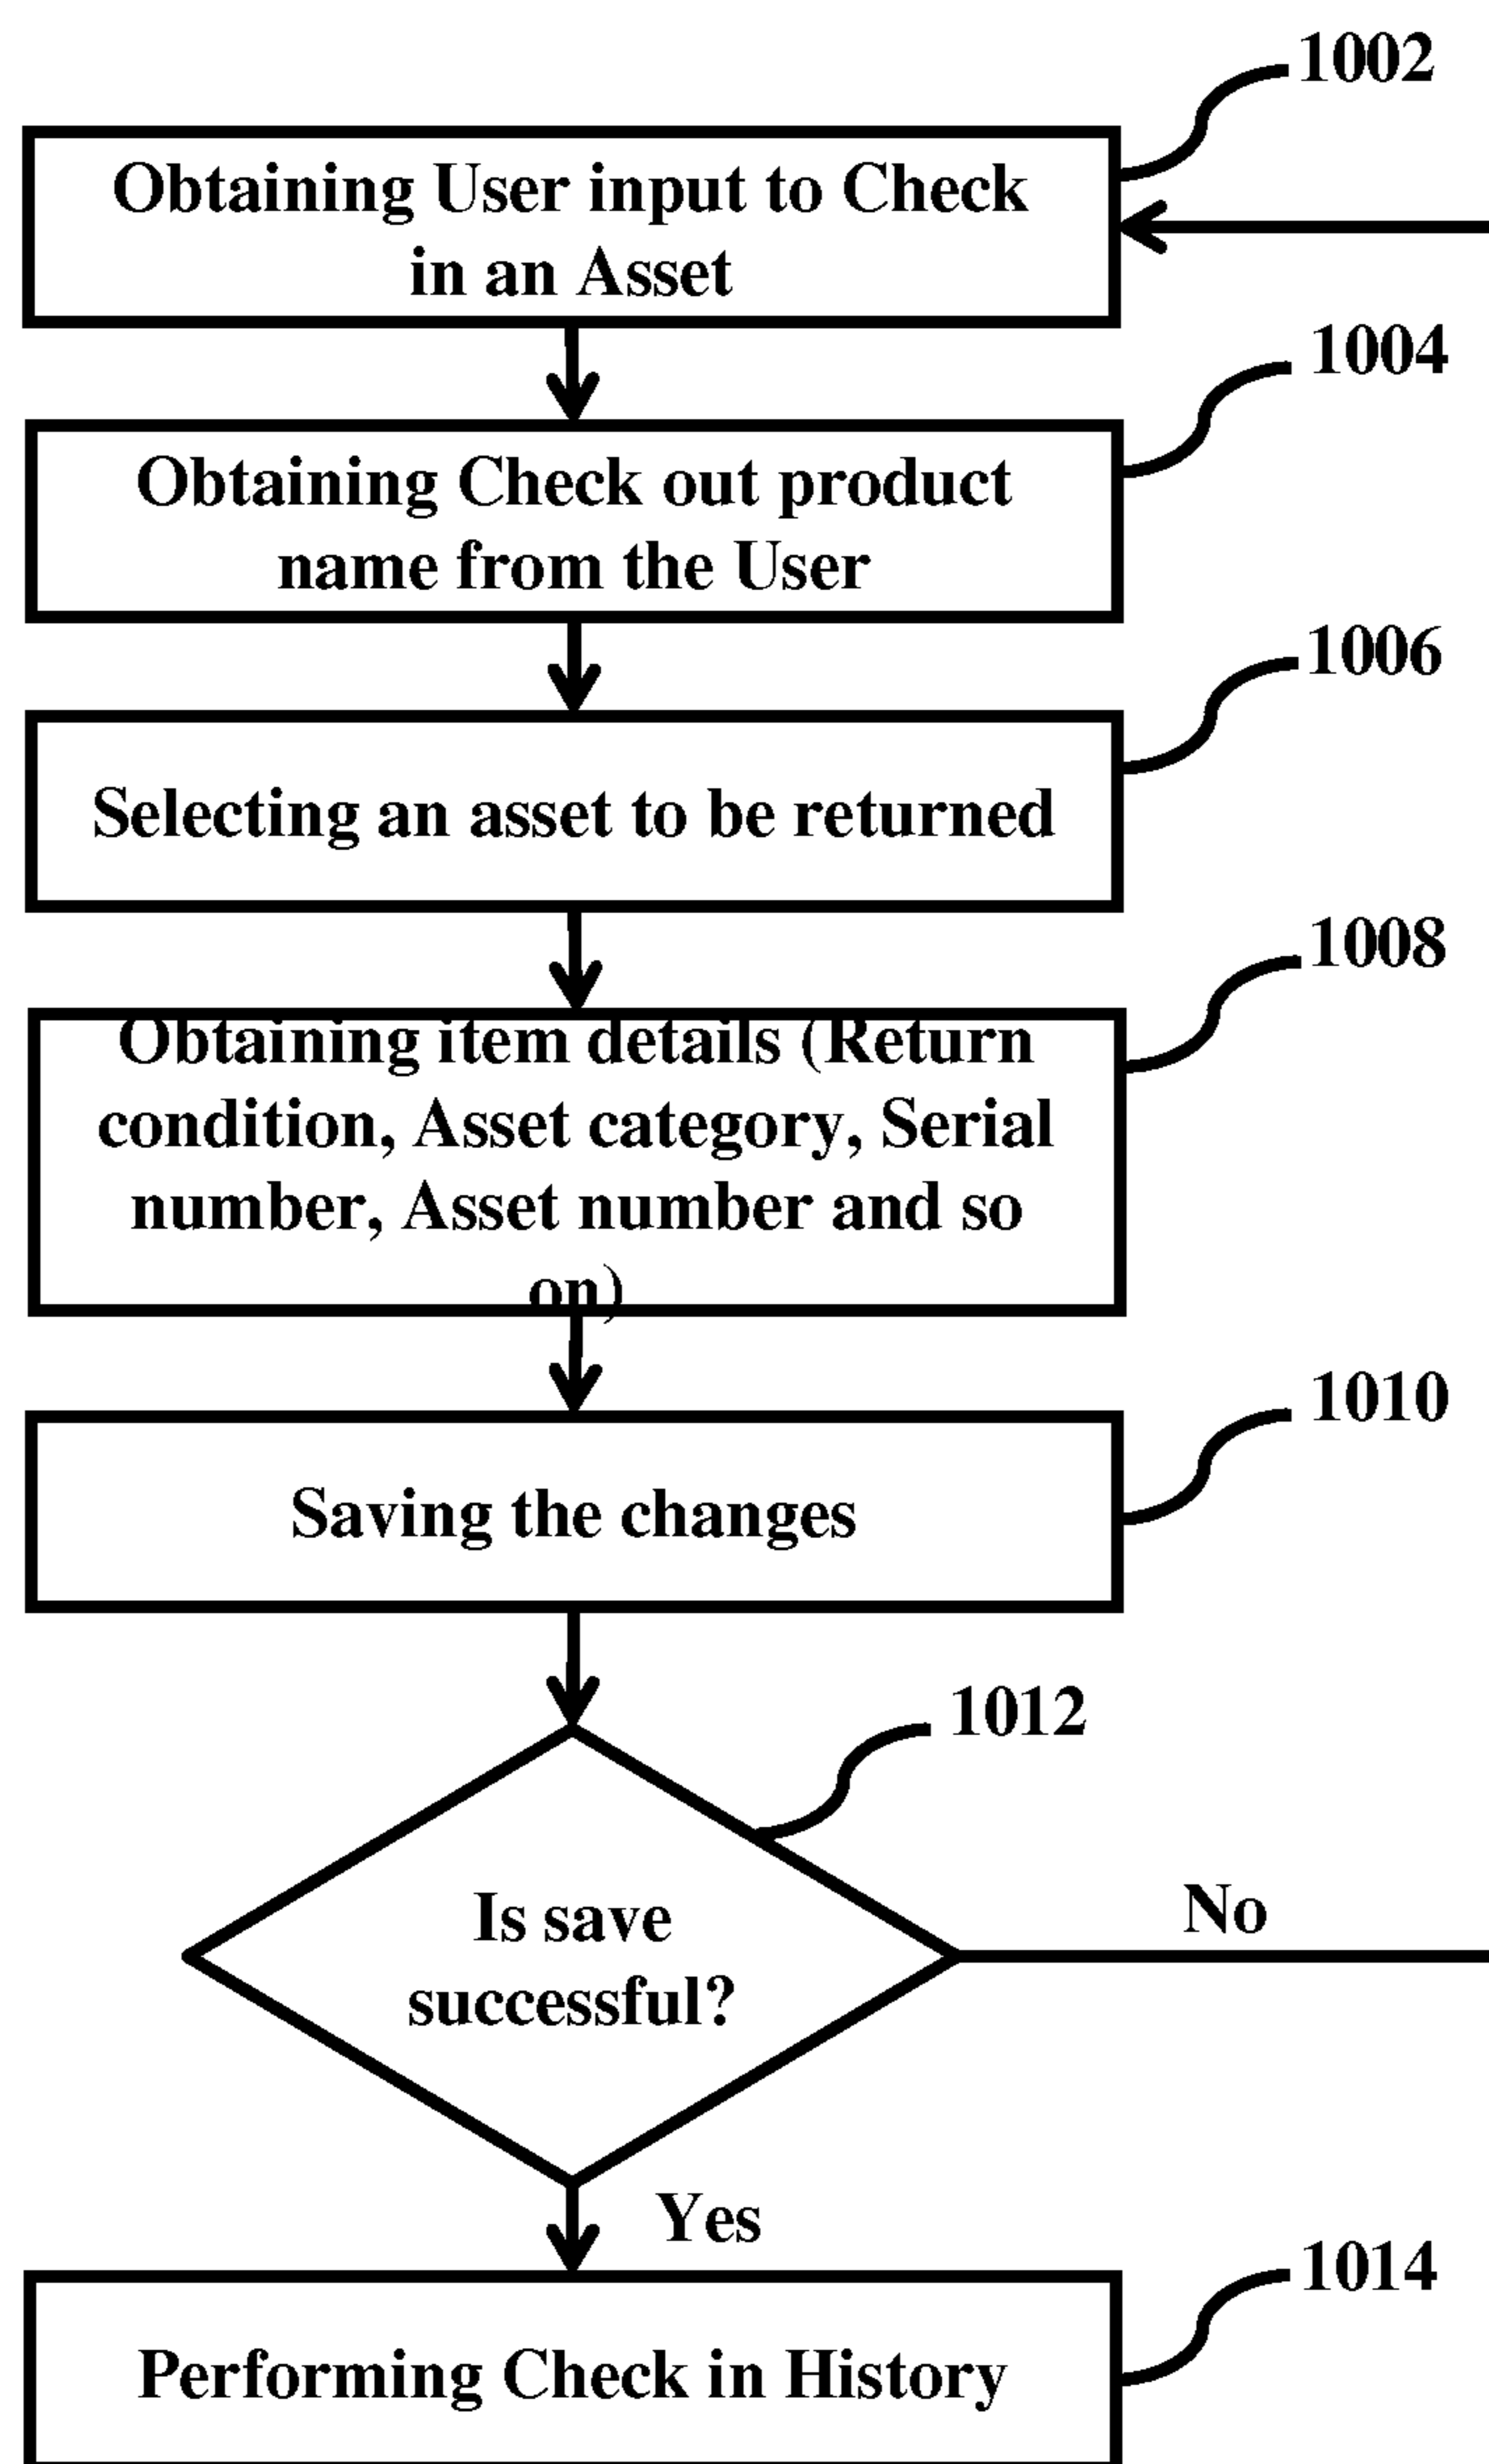 1002
Obtaining User input to Check
in an Asset
1004
Obtaining Check out product
name from the User
1006
Selecting an asset to be returned
1008
Obtaining item details (Return
condition, Asset category, Serial
number, Asset number and so
on)
1010
Saving the changes
1012
Is save
successful?
No
Yes
1014
Performing Check in History